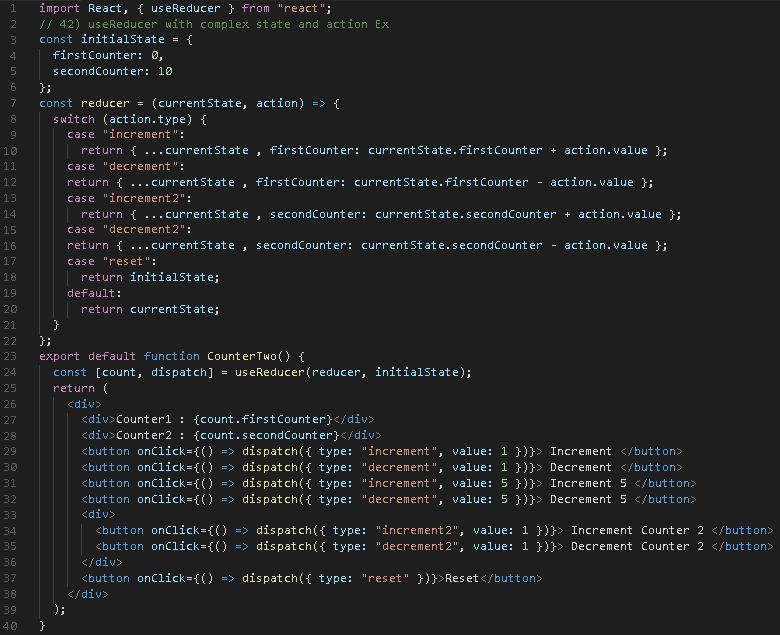 1 import React, { useReducer } from "react";
2 // 42) useReducer with complex state and action Ex
3 const initialState = {
4 firstCounter: 0,
5 secondCounter: 10
6 };
7 const reducer = (currentState, action) => {
8 switch (action.type) {
9 case "increment":
10 return { ...currentState , firstCounter: currentState.firstCounter + action.value };
11 case "decrement":
12 return { ...currentState , firstCounter: currentState.firstCounter - action.value };
13 case "increment2":
14 return { ...currentState , secondCounter: currentState.secondCounter + action.value };
15 case "decrement2":
16 return { ...currentState , secondCounter: currentState.secondCounter - action.value };
17 case "reset":
18 return initialState;
19 default:
20 return currentState;
21 }
22 };
23 export default function CounterTwo() {
24 const [count, dispatch] = useReducer(reducer, initialState);
25 return (
26 <div>
27 <div>Counter1 : {count.firstCounter}</div>
28 <div>Counter2 : {count.secondCounter}</div>
29 <button onClick={() => dispatch({ type: "increment", value: 1 })}> Increment </button>
30 <button onClick={() => dispatch({ type: "decrement", value: 1 })}> Decrement </button>
31 <button onClick={() => dispatch({ type: "increment", value: 5 })}> Increment 5 </button>
32 <button onClick={() => dispatch({ type: "decrement", value: 5 })}> Decrement 5 </button>
33 <div>
34 <button onClick={() => dispatch({ type: "increment2", value: 1 })}> Increment Counter 2 </button>
35 <button onClick={() => dispatch({ type: "decrement2", value: 1 })}> Decrement Counter 2 </button>
36 </div>
37 <button onClick={() => dispatch({ type: "reset" })}>Reset</button>
38 </div>
39 );
40 }